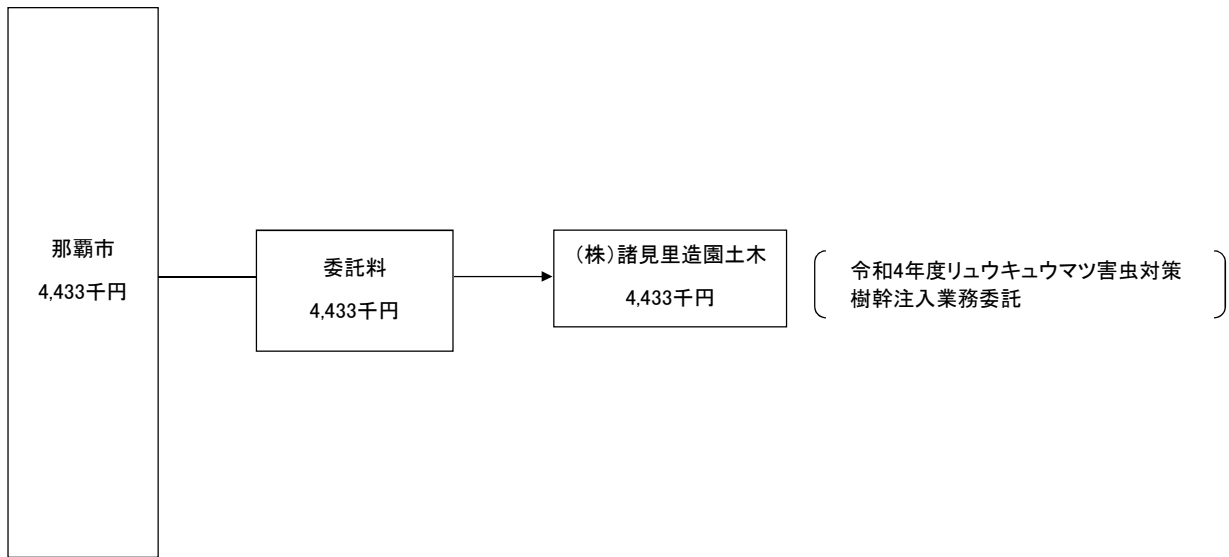 那覇市
4,433千円
委託料
4,433千円
(株)諸見里造園土木
4,433千円
令和4年度リュウキュウマツ害虫対策
樹幹注入業務委託